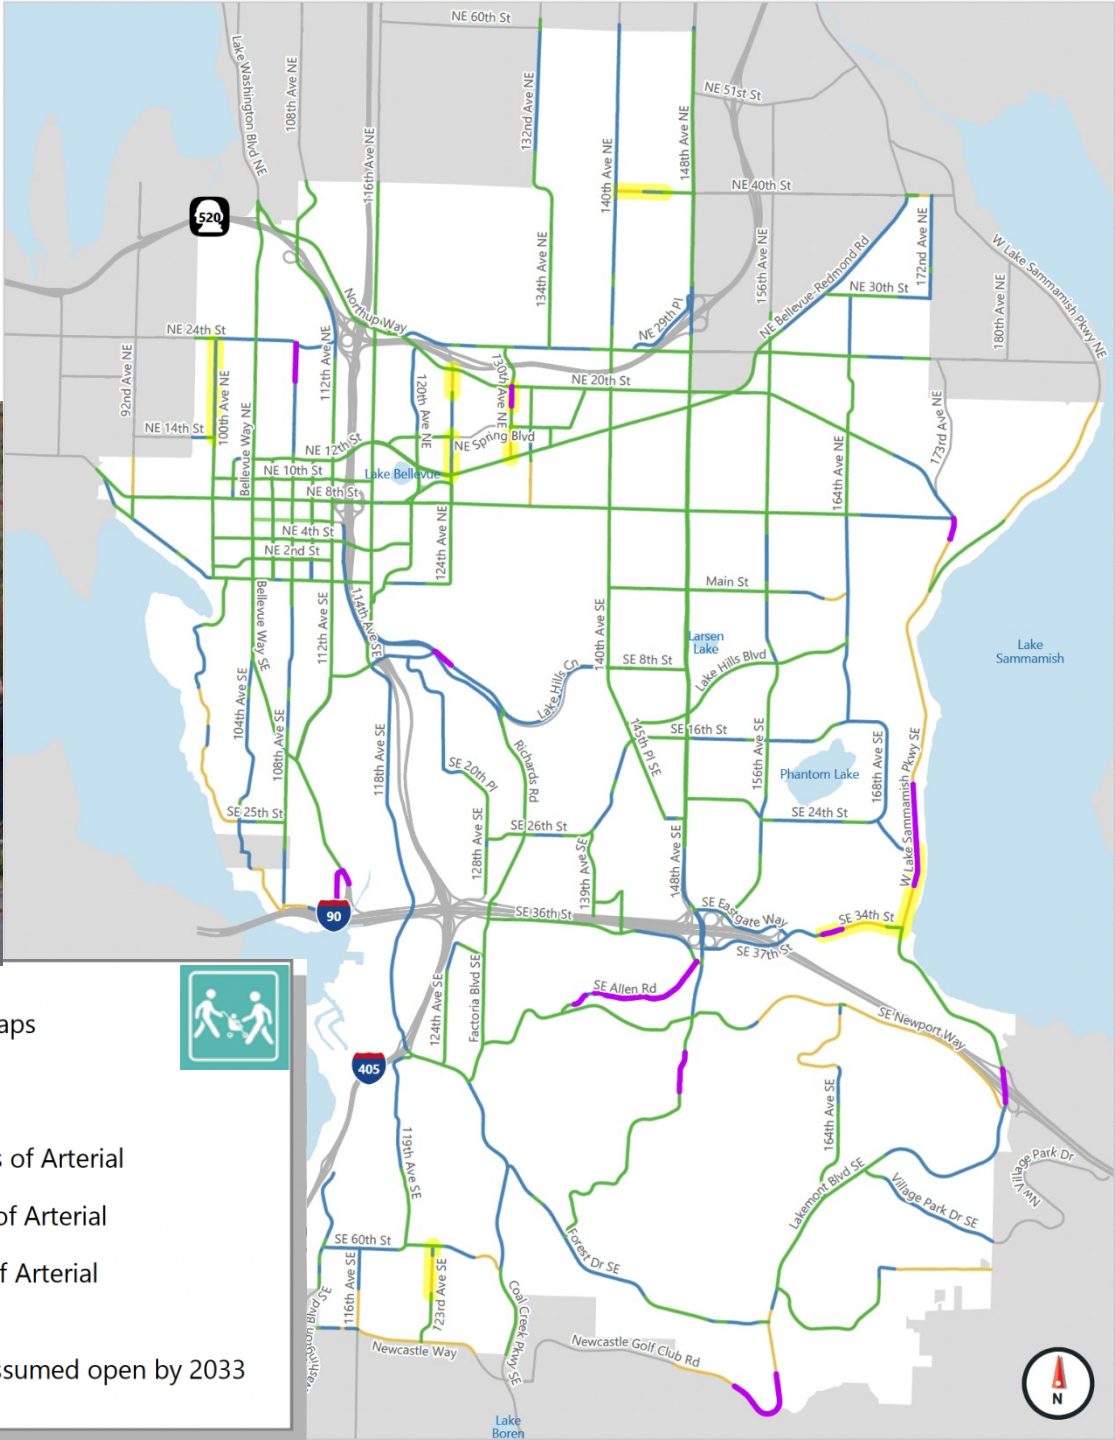 NE 60th St
Lake Washington Blvd NE
108th Ave NE
116th Ave NE
132nd Ave NE
140th Ave NE
148th Ave NE
NE 51st St
NE 40th St
520
134th Ave NE
156th Ave NE
NE Bellevue-Redmond Rd
172nd Ave NE
W Lake Sammamish Pkwy NE
180th Ave NE
NE 30th St
NE 29th Pl
Northup Way
NE 24th St
112th Ave NE
92nd Ave NE
100th Ave NE
120th Ave NE
130th Ave NE
NE 20th St
NE 14th St
Bellevue Way NE
NE 12th St
NE Spring Blvd
173rd Ave NE
164th Ave NE
NE 10th St
Lake Bellevue
NE 8th St
NE 4th St
124th Ave NE
NE 2nd St
Main St
Bellevue Way SE
112th Ave SE
114th Ave SE
140th Ave SE
Larsen
Lake
Lake
Sammamish
SE 8th St
Lake Hills Blvd
Lake Hills Cn
104th Ave SE
108th Ave SE
118th Ave SE
Richards Rd
145th Pl SE
SE 16th St
156th Ave SE
Phantom Lake
168th Ave SE
W Lake Sammamish Pkwy SE
SE 20th Pl
SE 25th St
128th Ave SE
SE 26th St
139th Ave SE
148th Ave SE
SE 24th St
90
SE 36th St
SE Eastgate Way
SE 34th St
SE 37th St
124th Ave SE
Factoria Blvd SE
SE Allen Rd
SE Newport Way
aps
405
164th Ave SE
119th Ave SE
s of Arterial
of Arterial
f Arterial
Lakemont Blvd SE
Village Park Dr SE
NW Village Park Dr
SE 60th St
116th Ave SE
123rd Ave SE
Forest Dr SE
Coal Creek Pkwy SE
ashington Blvd SE
Newcastle Way
Newcastle Golf Club Rd
ssumed open by 2033
Lake
Boren
N